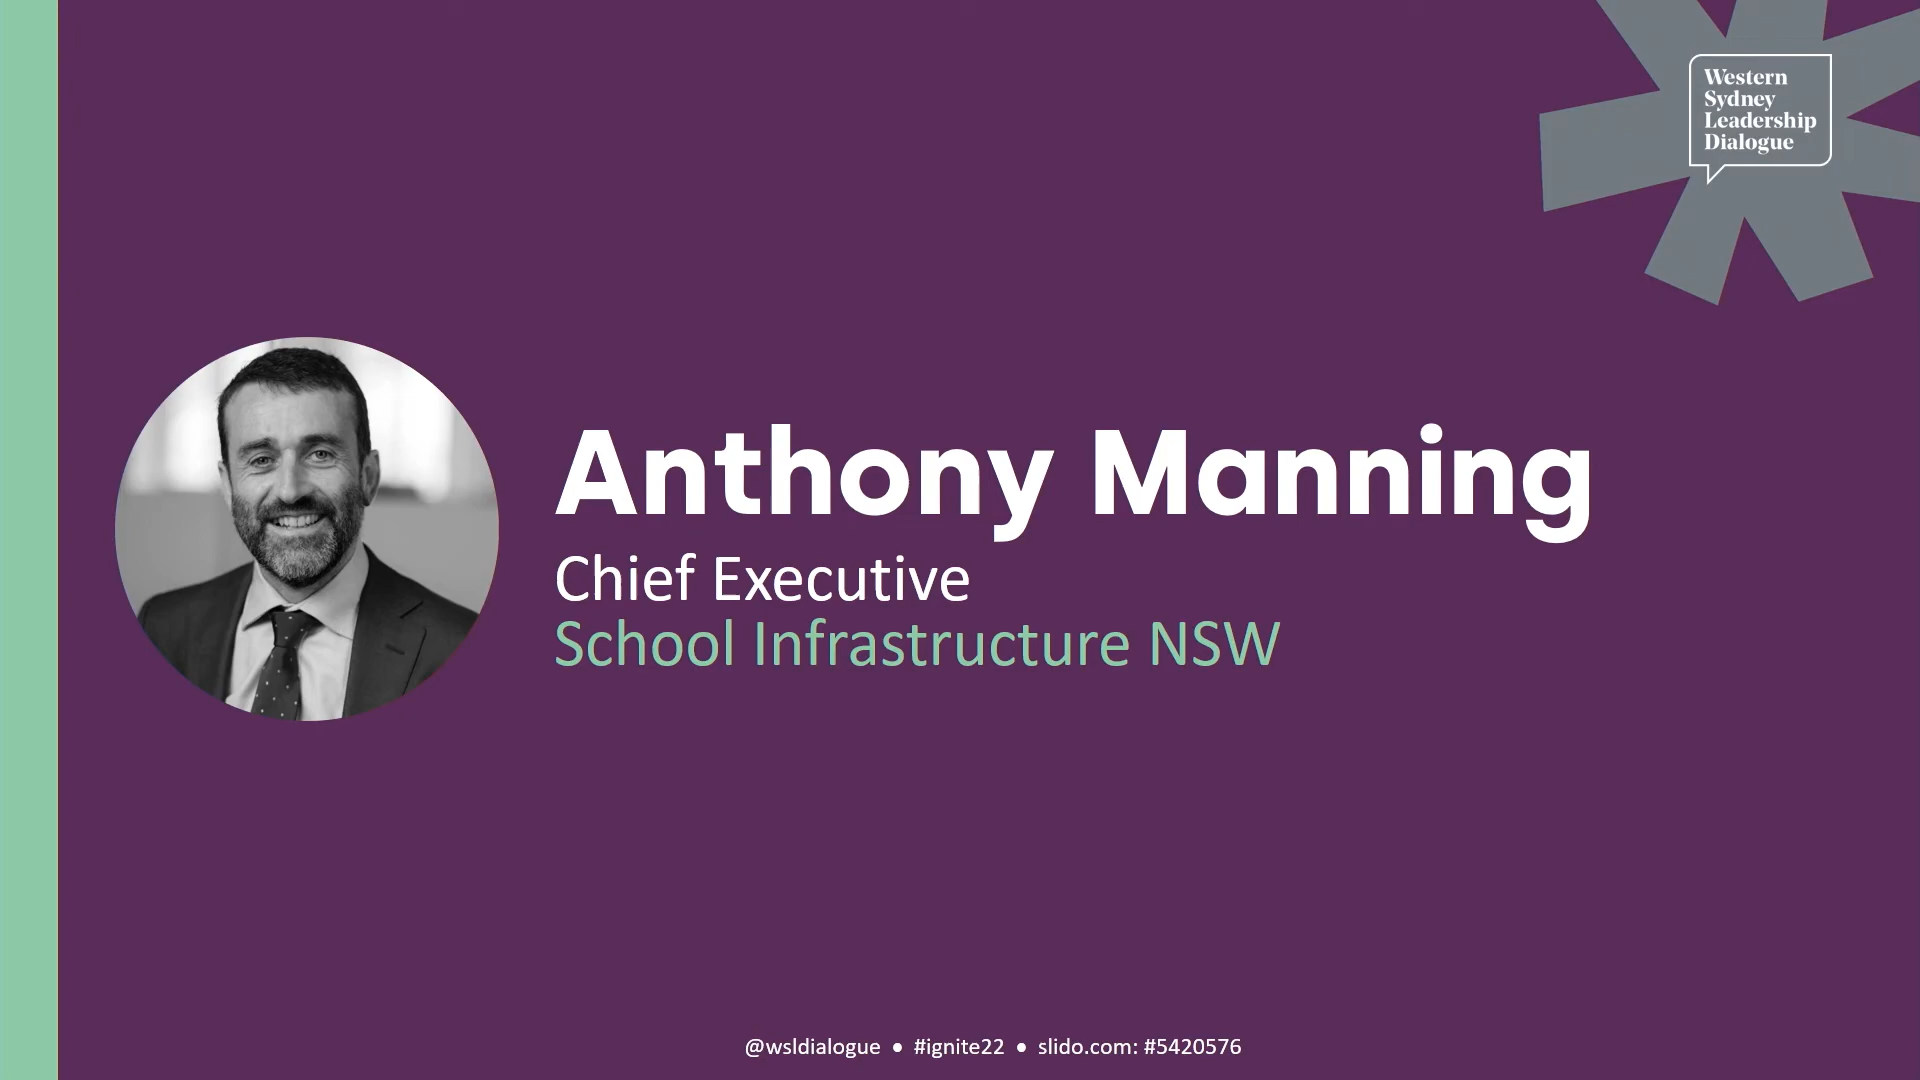 Western
Sydney
Leadership
Dialogue
Anthony Manning
Chief Executive
School Infrastructure NSW
@wsldialogue ● #ignite22 ● slido.com: #5420576